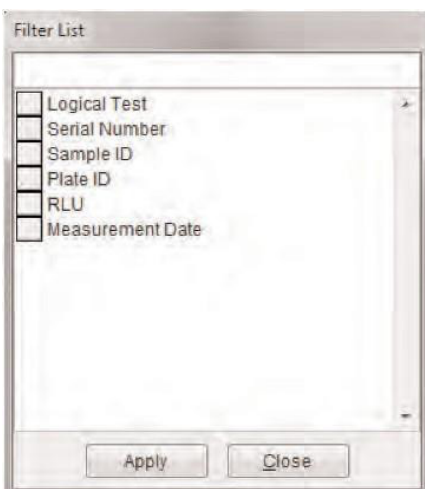 Filter List
Logical Test
Serial Number
Sample ID
Plate ID
RLU
Measurement Date
Apply
Close